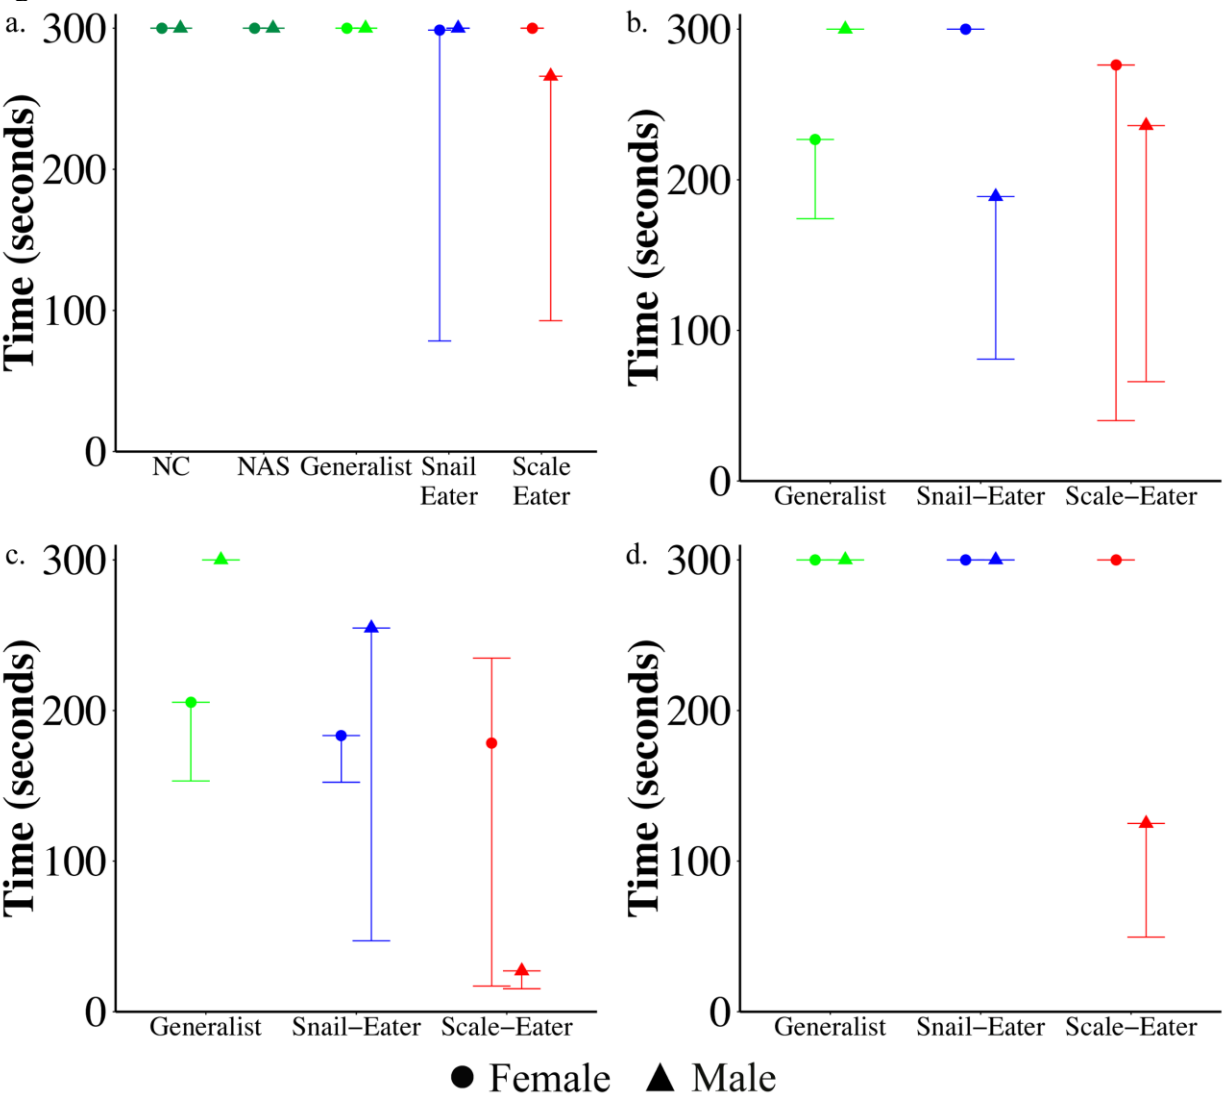 a.
Time (seconds)
300
200
100
0
NC NAS Generalist Snail Eater Scale Eater
b.
Time (seconds)
300
200
100
0
Generalist Snail−Eater Scale−Eater
c.
Time (seconds)
300
200
100
0
Generalist Snail−Eater Scale−Eater
d.
Time (seconds)
300
200
100
0
Generalist Snail−Eater Scale−Eater
Female Male